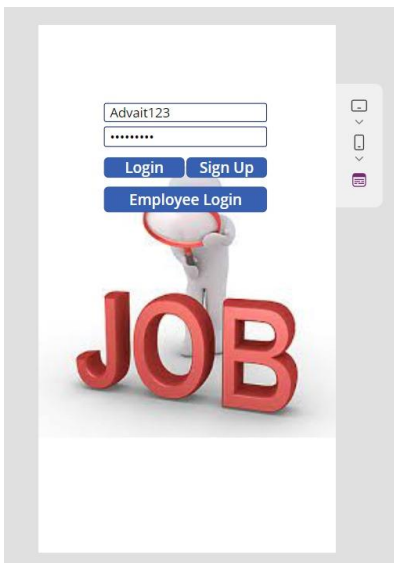 Advait123
•••••••••
Login Sign Up
Employee Login
JOB